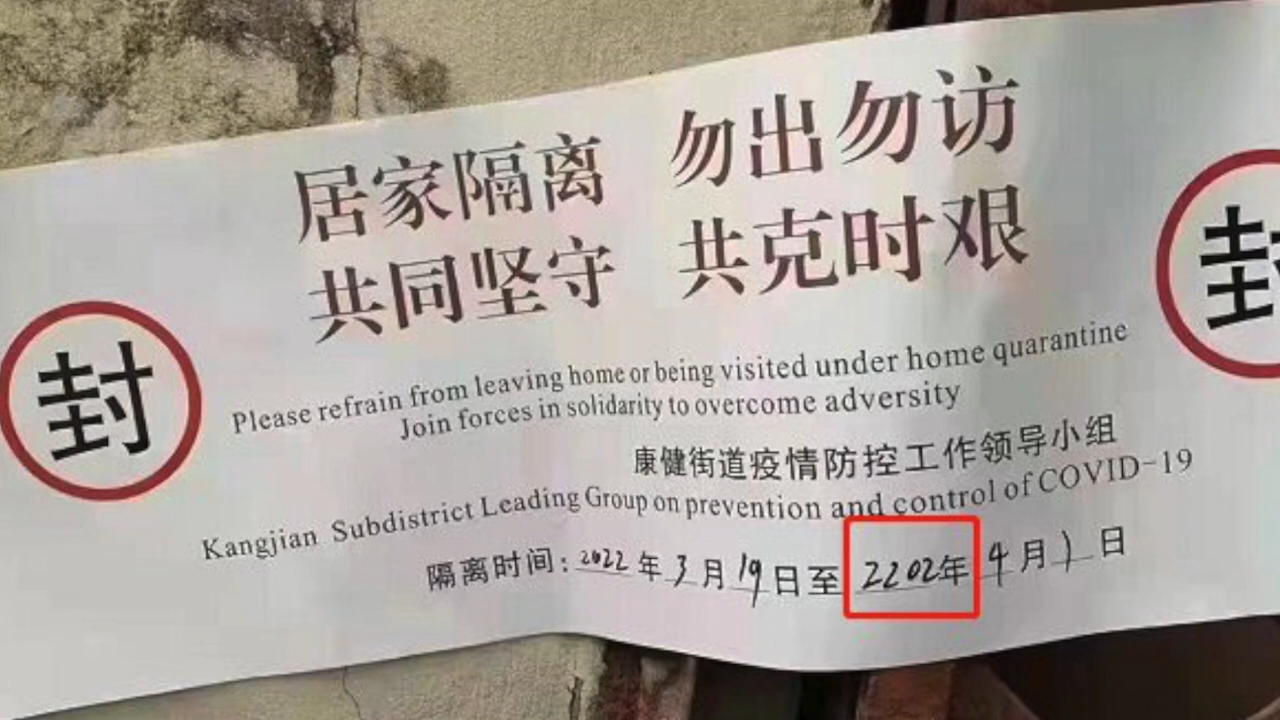 居家隔离 勿出勿访
共同坚守 共克时艰
封
封
Please refrain from leaving home or being visited under home quarantine
Join forces in solidarity to overcome adversity
康健街道疫情防控工作领导小组
Kangjian Subdistrict Leading Group on prevention and control of COVID-19
隔离时间:2022年3月19日至2202年4月1日